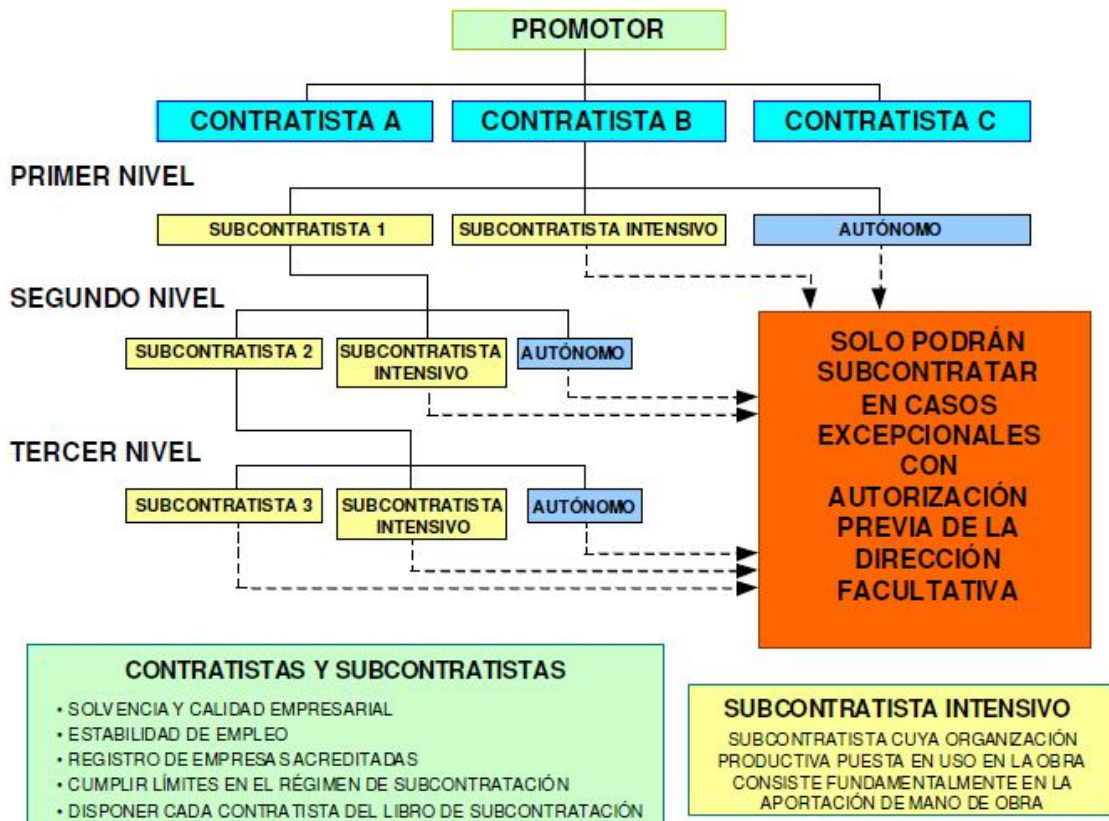 PROMOTOR
CONTRATISTA A
CONTRATISTA B
CONTRATISTA C
PRIMER NIVEL
SUBCONTRATISTA 1
SUBCONTRATISTA INTENSIVO
AUTÓNOMO
SEGUNDO NIVEL
SUBCONTRATISTA 2
SUBCONTRATISTA
INTENSIVO
AUTÓNOMO
TERCER NIVEL
SUBCONTRATISTA 3
SUBCONTRATISTA
INTENSIVO
AUTÓNOMO
SOLO PODRÁN
SUBCONTRATAR
EN CASOS
EXCEPCIONALES
CON
AUTORIZACIÓN
PREVIA DE LA
DIRECCIÓN
FACULTATIVA
CONTRATISTAS Y SUBCONTRATISTAS
• SOLVENCIA Y CALIDAD EMPRESARIAL
• ESTABILIDAD DE EMPLEO
• REGISTRO DE EMPRESAS ACREDITADAS
• CUMPLIR LÍMITES EN EL RÉGIMEN DE SUBCONTRATACIÓN
• DISPONER CADA CONTRATISTA DEL LIBRO DE SUBCONTRATACIÓN
SUBCONTRATISTA INTENSIVO
SUBCONTRATISTA CUYA ORGANIZACIÓN
PRODUCTIVA PUESTA EN USO EN LA OBRA
CONSISTE FUNDAMENTALMENTE EN LA
APORTACIÓN DE MANO DE OBRA